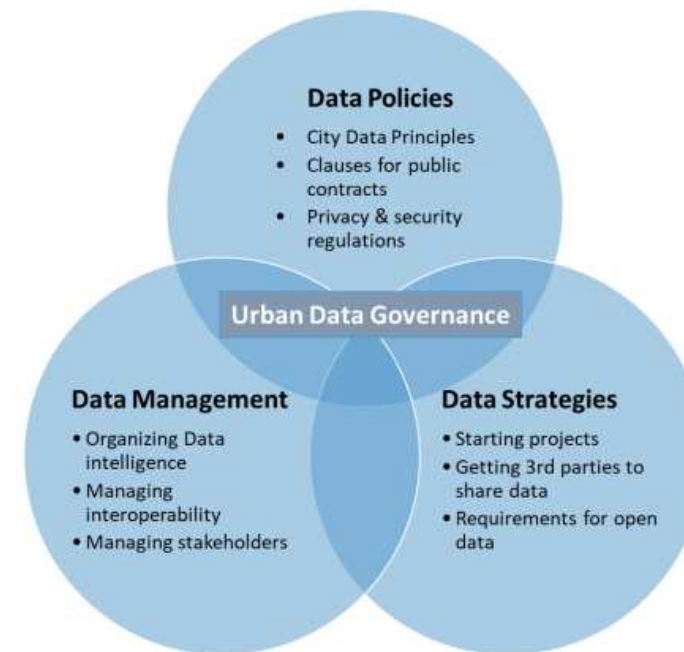 Data Policies
• City Data Principles
• Clauses for public
contracts
• Privacy & security
regulations
Urban Data Governance
Data Management
• Organizing Data
intelligence
• Managing
interoperability
• Managing stakeholders
Data Strategies
• Starting projects
• Getting 3rd parties to
share data
• Requirements for open
data